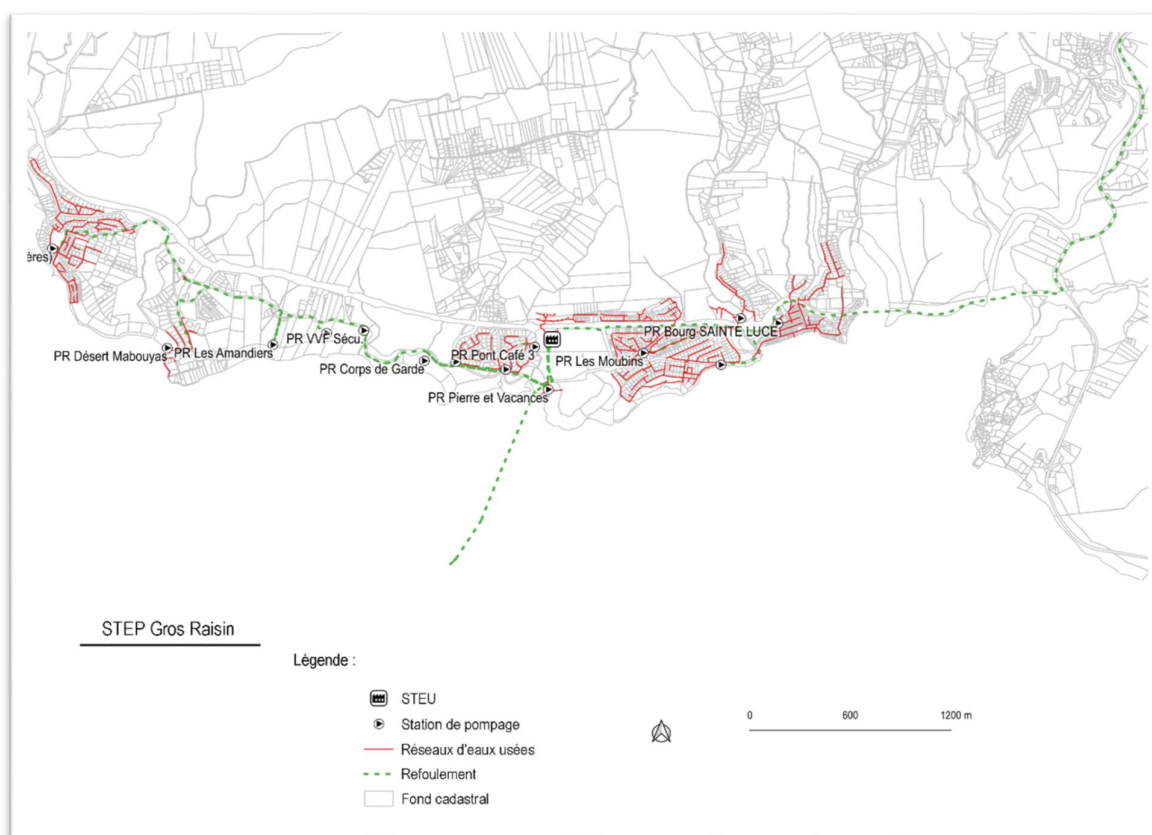 ères)
PR Désert Mabouyas
PR Les Amandiers
PR VVF Sécu.
PR Corps de Garde
PR Pont Café 3
PR Pierre et Vacances
PR Les Moubins
PR Bourg SAINTE LUCE
STEP Gros Raisin
Légende :
STEU
Station de pompage
Réseaux d'eaux usées
Refoulement
Fond cadastral
0 600 1200 m